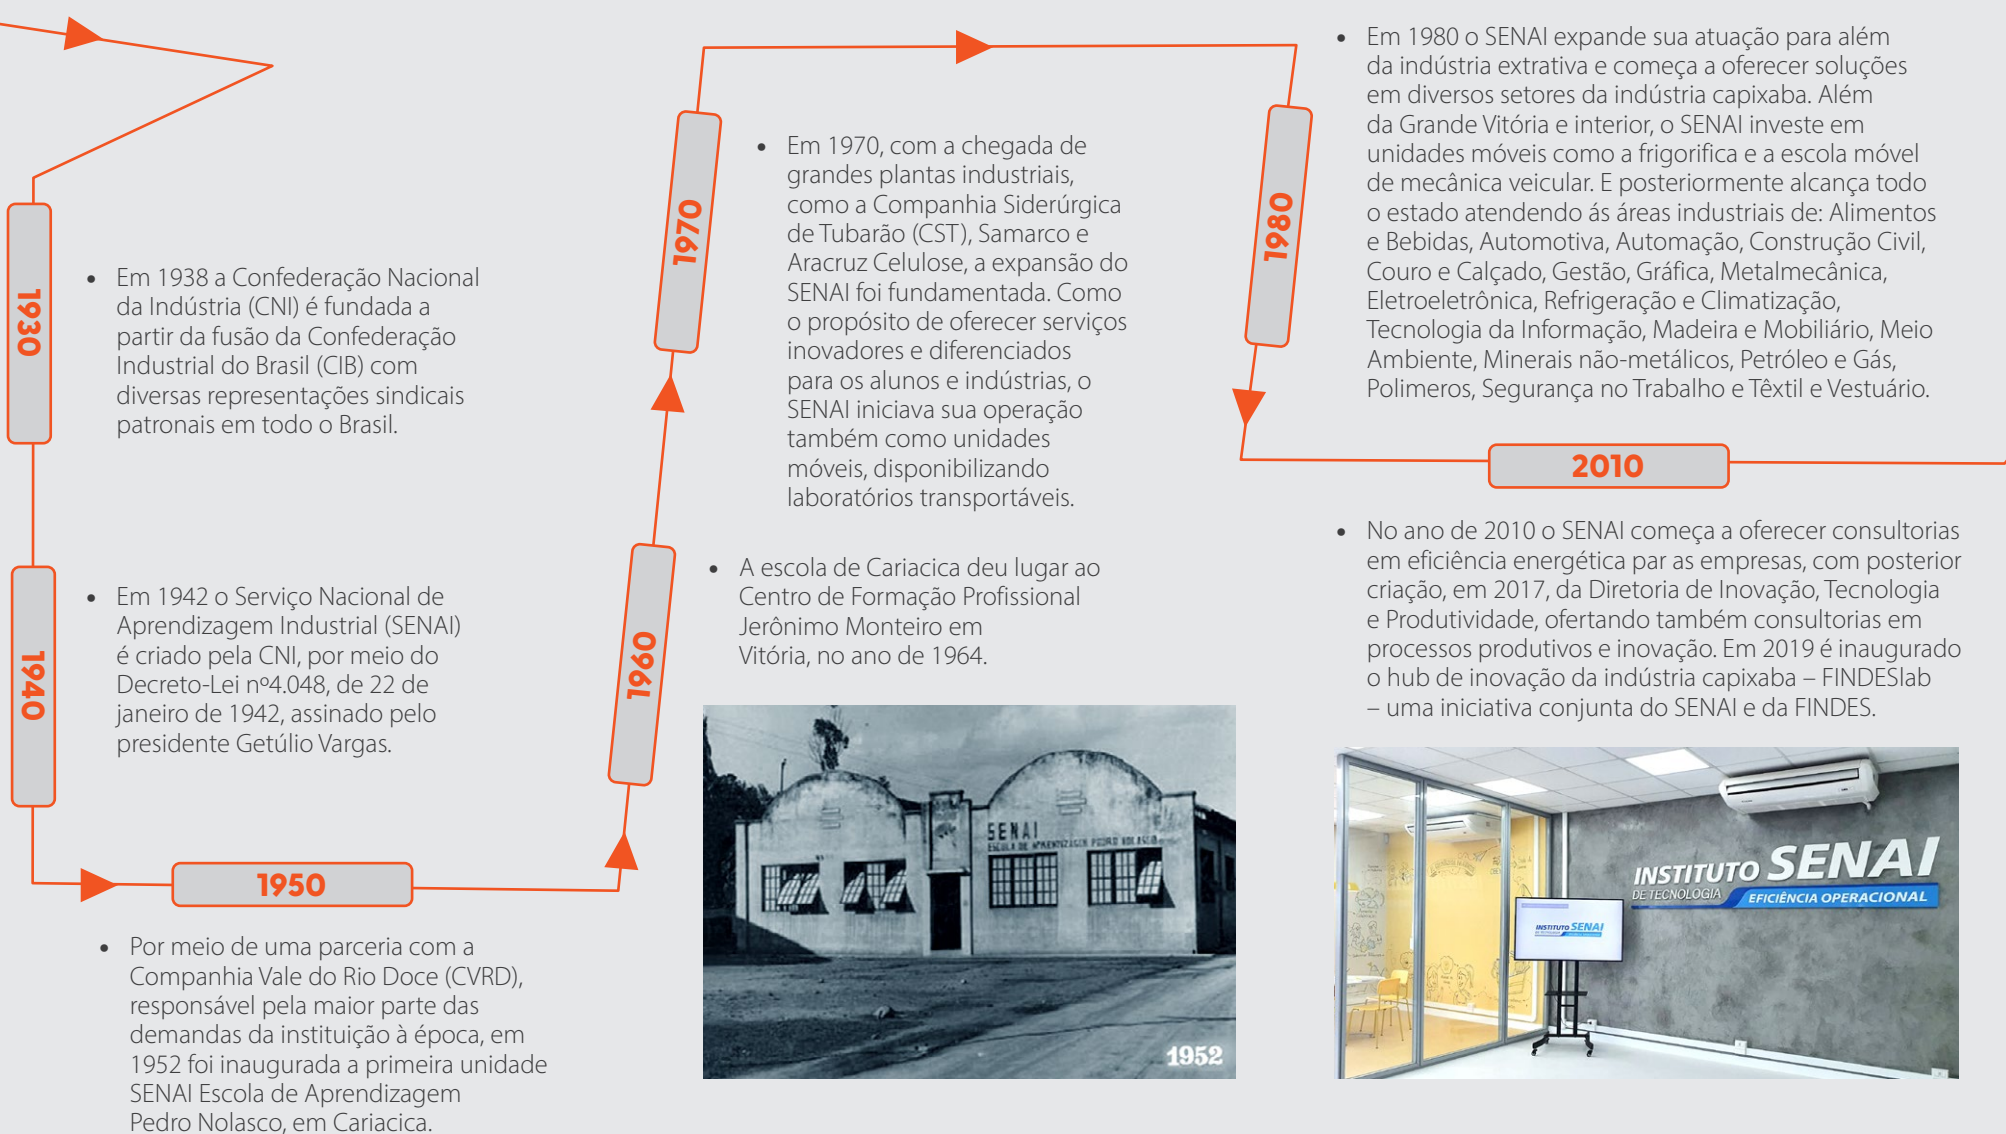 1930
Em 1938 a Confederação Nacional
da Indústria (CNI) é fundada a
partir da fusão da Confederação
Industrial do Brasil (CIB) com
diversas representações sindicais
patronais em todo o Brasil.
1940
Em 1942 o Serviço Nacional de
Aprendizagem Industrial (SENAI)
é criado pela CNI, por meio do
Decreto-Lei nº4.048, de 22 de
janeiro de 1942, assinado pelo
presidente Getúlio Vargas.
1950
Por meio de uma parceria com a
Companhia Vale do Rio Doce (CVRD),
responsável pela maior parte das
demandas da instituição à época, em
1952 foi inaugurada a primeira unidade
SENAI Escola de Aprendizagem
Pedro Nolasco, em Cariacica.
1960
A escola de Cariacica deu lugar ao
Centro de Formação Profissional
Jerônimo Monteiro em
Vitória, no ano de 1964.
SENAI
ESCOLA DE APRENDIZAGEM PEDRO NOLASCO
1952
1970
Em 1970, com a chegada de
grandes plantas industriais,
como a Companhia Siderúrgica
de Tubarão (CST), Samarco e
Aracruz Celulose, a expansão do
SENAI foi fundamentada. Como
o propósito de oferecer serviços
inovadores e diferenciados
para os alunos e indústrias, o
SENAI iniciava sua operação
também como unidades
móveis, disponibilizando
laboratórios transportáveis.
1980
Em 1980 o SENAI expande sua atuação para além
da indústria extrativa e começa a oferecer soluções
em diversos setores da indústria capixaba. Além
da Grande Vitória e interior, o SENAI investe em
unidades móveis como a frigorifica e a escola móvel
de mecânica veicular. E posteriormente alcança todo
o estado atendendo ás áreas industriais de: Alimentos
e Bebidas, Automotiva, Automação, Construção Civil,
Couro e Calçado, Gestão, Gráfica, Metalmecânica,
Eletroeletrônica, Refrigeração e Climatização,
Tecnologia da Informação, Madeira e Mobiliário, Meio
Ambiente, Minerais não-metálicos, Petróleo e Gás,
Polimeros, Segurança no Trabalho e Têxtil e Vestuário.
2010
No ano de 2010 o SENAI começa a oferecer consultorias
em eficiência energética par as empresas, com posterior
criação, em 2017, da Diretoria de Inovação, Tecnologia
e Produtividade, ofertando também consultorias em
processos produtivos e inovação. Em 2019 é inaugurado
o hub de inovação da indústria capixaba – FINDESlab
– uma iniciativa conjunta do SENAI e da FINDES.
INSTITUTO SENAI
DE TECNOLOGIA EFICIÊNCIA OPERACIONAL
INSTITUTO SENAI